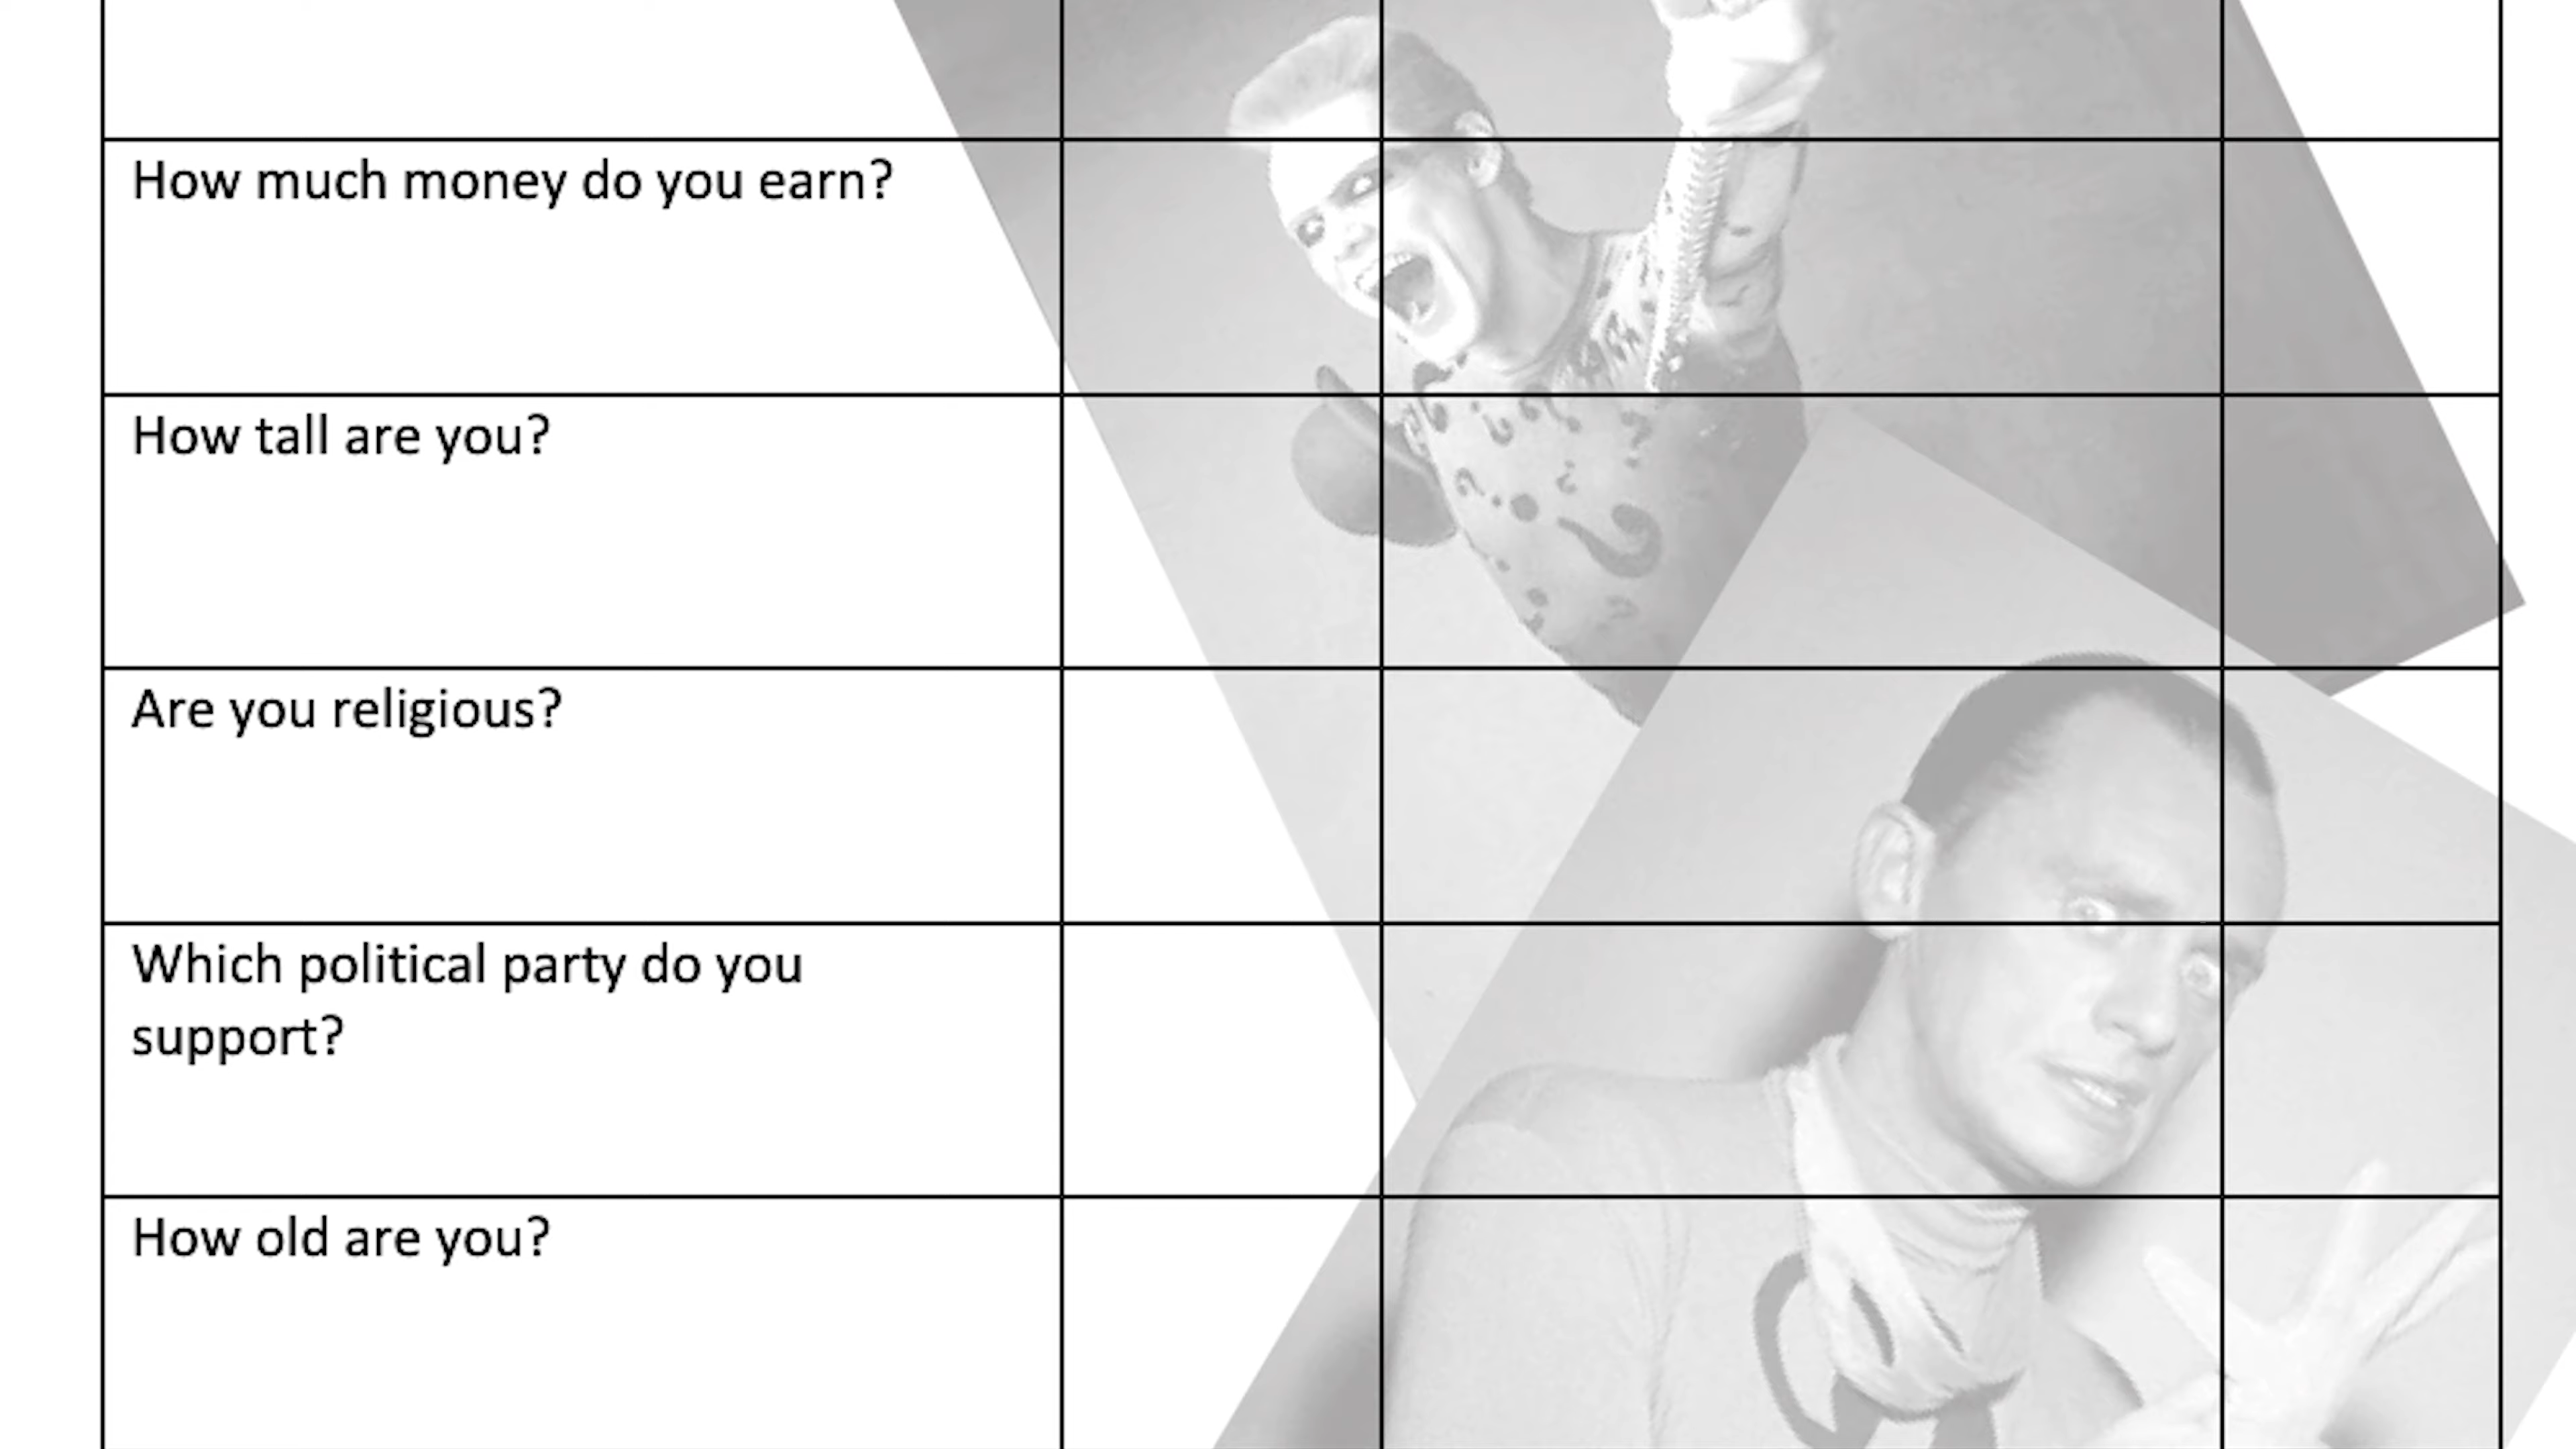 How much money do you earn?
How tall are you?
Are you religious?
Which political party do you
support?
How old are you?